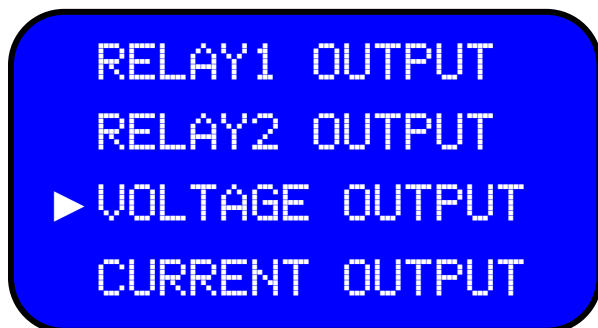 RELAY1 OUTPUT
RELAY2 OUTPUT
►VOLTAGE OUTPUT
CURRENT OUTPUT